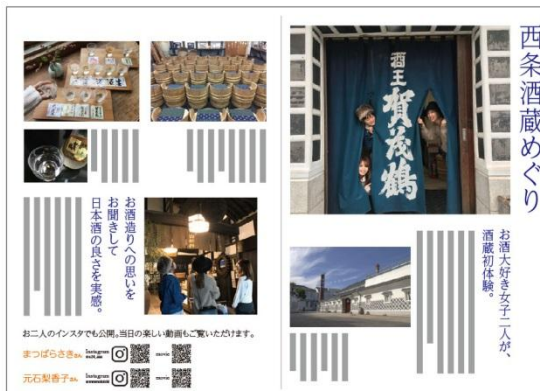 西条酒蔵めぐり
酒王
賀茂鶴
お酒大好き女子二人が、
酒蔵初体験。
お酒造りへの思いを
お聞きして
日本酒の良さを実感。
お二人のインスタでも公開。当日の楽しい動画もご覧いただけます。
まつばらさきさん Instagram movie
元石梨香子さん Instagram movie